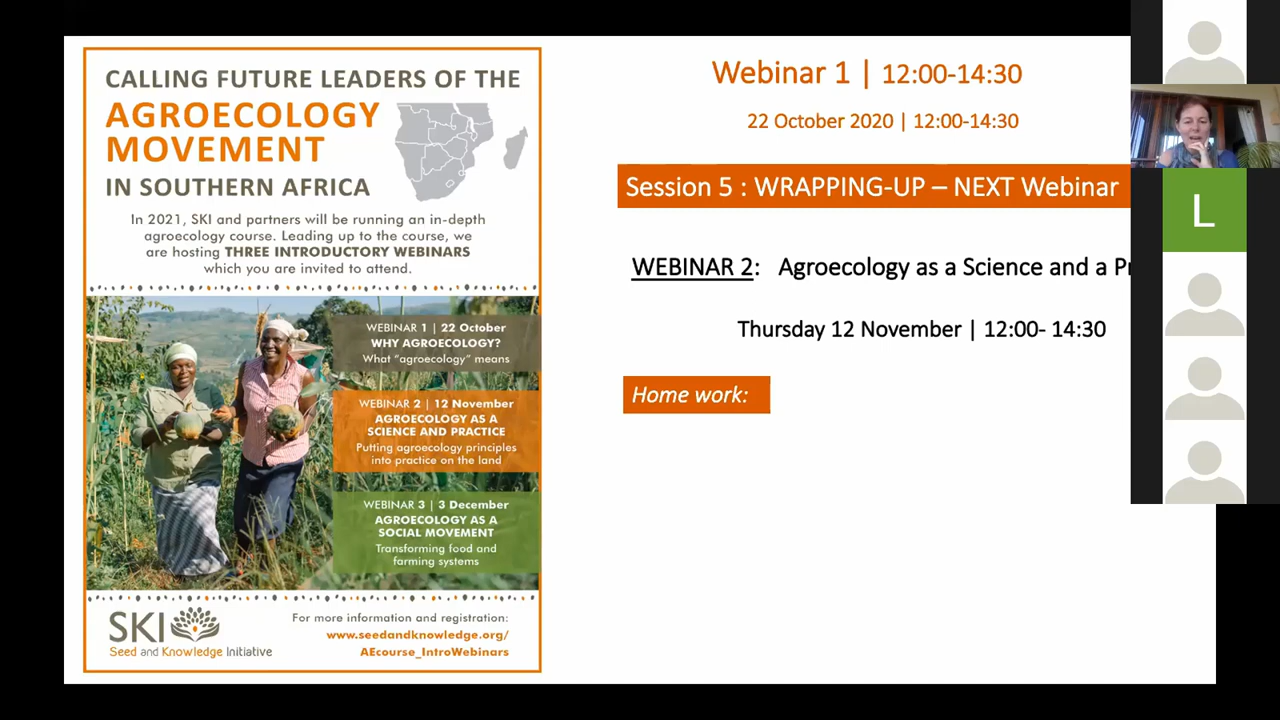 CALLING FUTURE LEADERS OF THE
AGROECOLOGY
MOVEMENT
IN SOUTHERN AFRICA
In 2021, SKI and partners will be running an in-depth
agroecology course. Leading up to the course, we
are hosting THREE INTRODUCTORY WEBINARS
which you are invited to attend.
WEBINAR 1 | 22 October
WHY AGROECOLOGY?
What “agroecology” means
WEBINAR 2 | 12 November
AGROECOLOGY AS A
SCIENCE AND PRACTICE
Putting agroecology principles
into practice on the land
WEBINAR 3 | 3 December
AGROECOLOGY AS A
SOCIAL MOVEMENT
Transforming food and
farming systems
SKI
Seed and Knowledge Initiative
For more information and registration:
www.seedandknowledge.org/
AEcourse_IntroWebinars
Webinar 1 | 12:00-14:30
22 October 2020 | 12:00-14:30
Session 5 : WRAPPING-UP – NEXT Webinar
WEBINAR 2: Agroecology as a Science and a
Thursday 12 November | 12:00- 14:30
Home work:
L